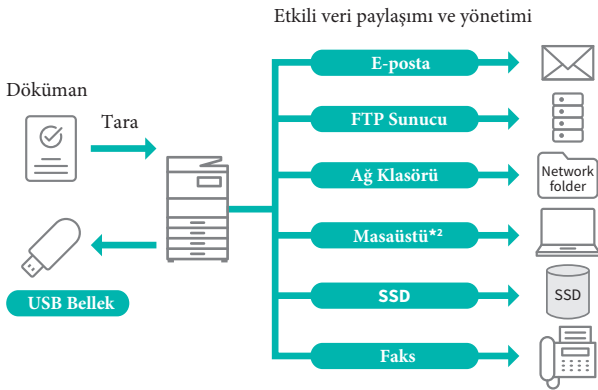 Etkili veri paylaşımı ve yönetimi
Döküman
Tara
USB Bellek
E-posta
FTP Sunucu
Ağ Klasörü
Network
folder
Masaüstü*²
SSD
SSD
Faks